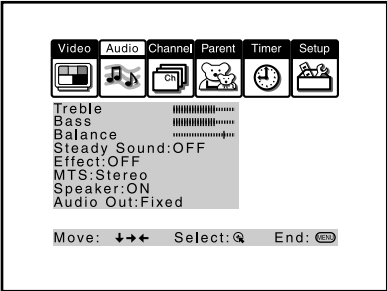 Video Audio Channel Parent Timer Setup
Ch
Treble
Bass
Balance
Steady Sound:OFF
Effect:OFF
MTS:Stereo
Speaker:ON
Audio Out:Fixed
Move: ↓→← Select: End: MENU